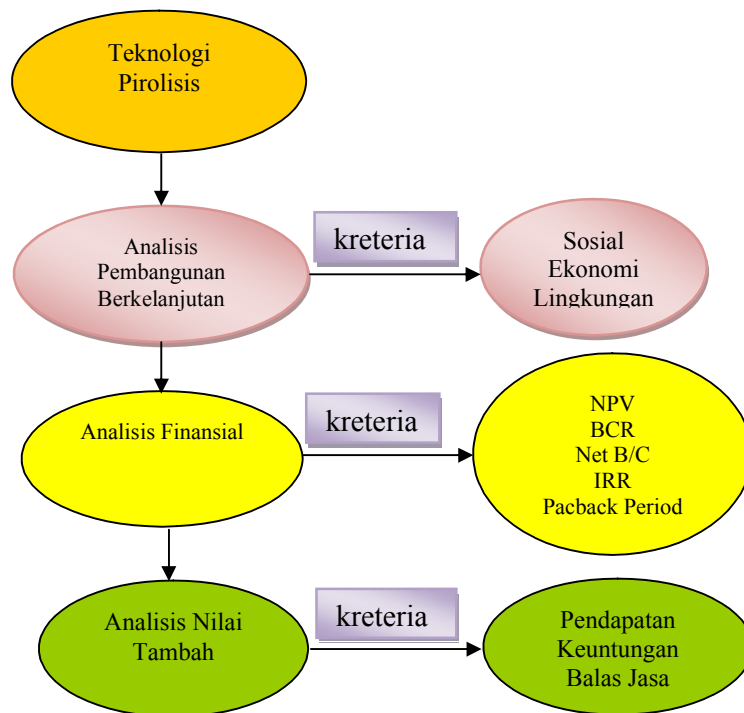 Teknologi
Pirolisis
Analisis
Pembangunan
Berkelanjutan
kreteria
Sosial
Ekonomi
Lingkungan
Analisis Finansial
kreteria
NPV
BCR
Net B/C
IRR
Pacback Period
Analisis Nilai
Tambah
kreteria
Pendapatan
Keuntungan
Balas Jasa